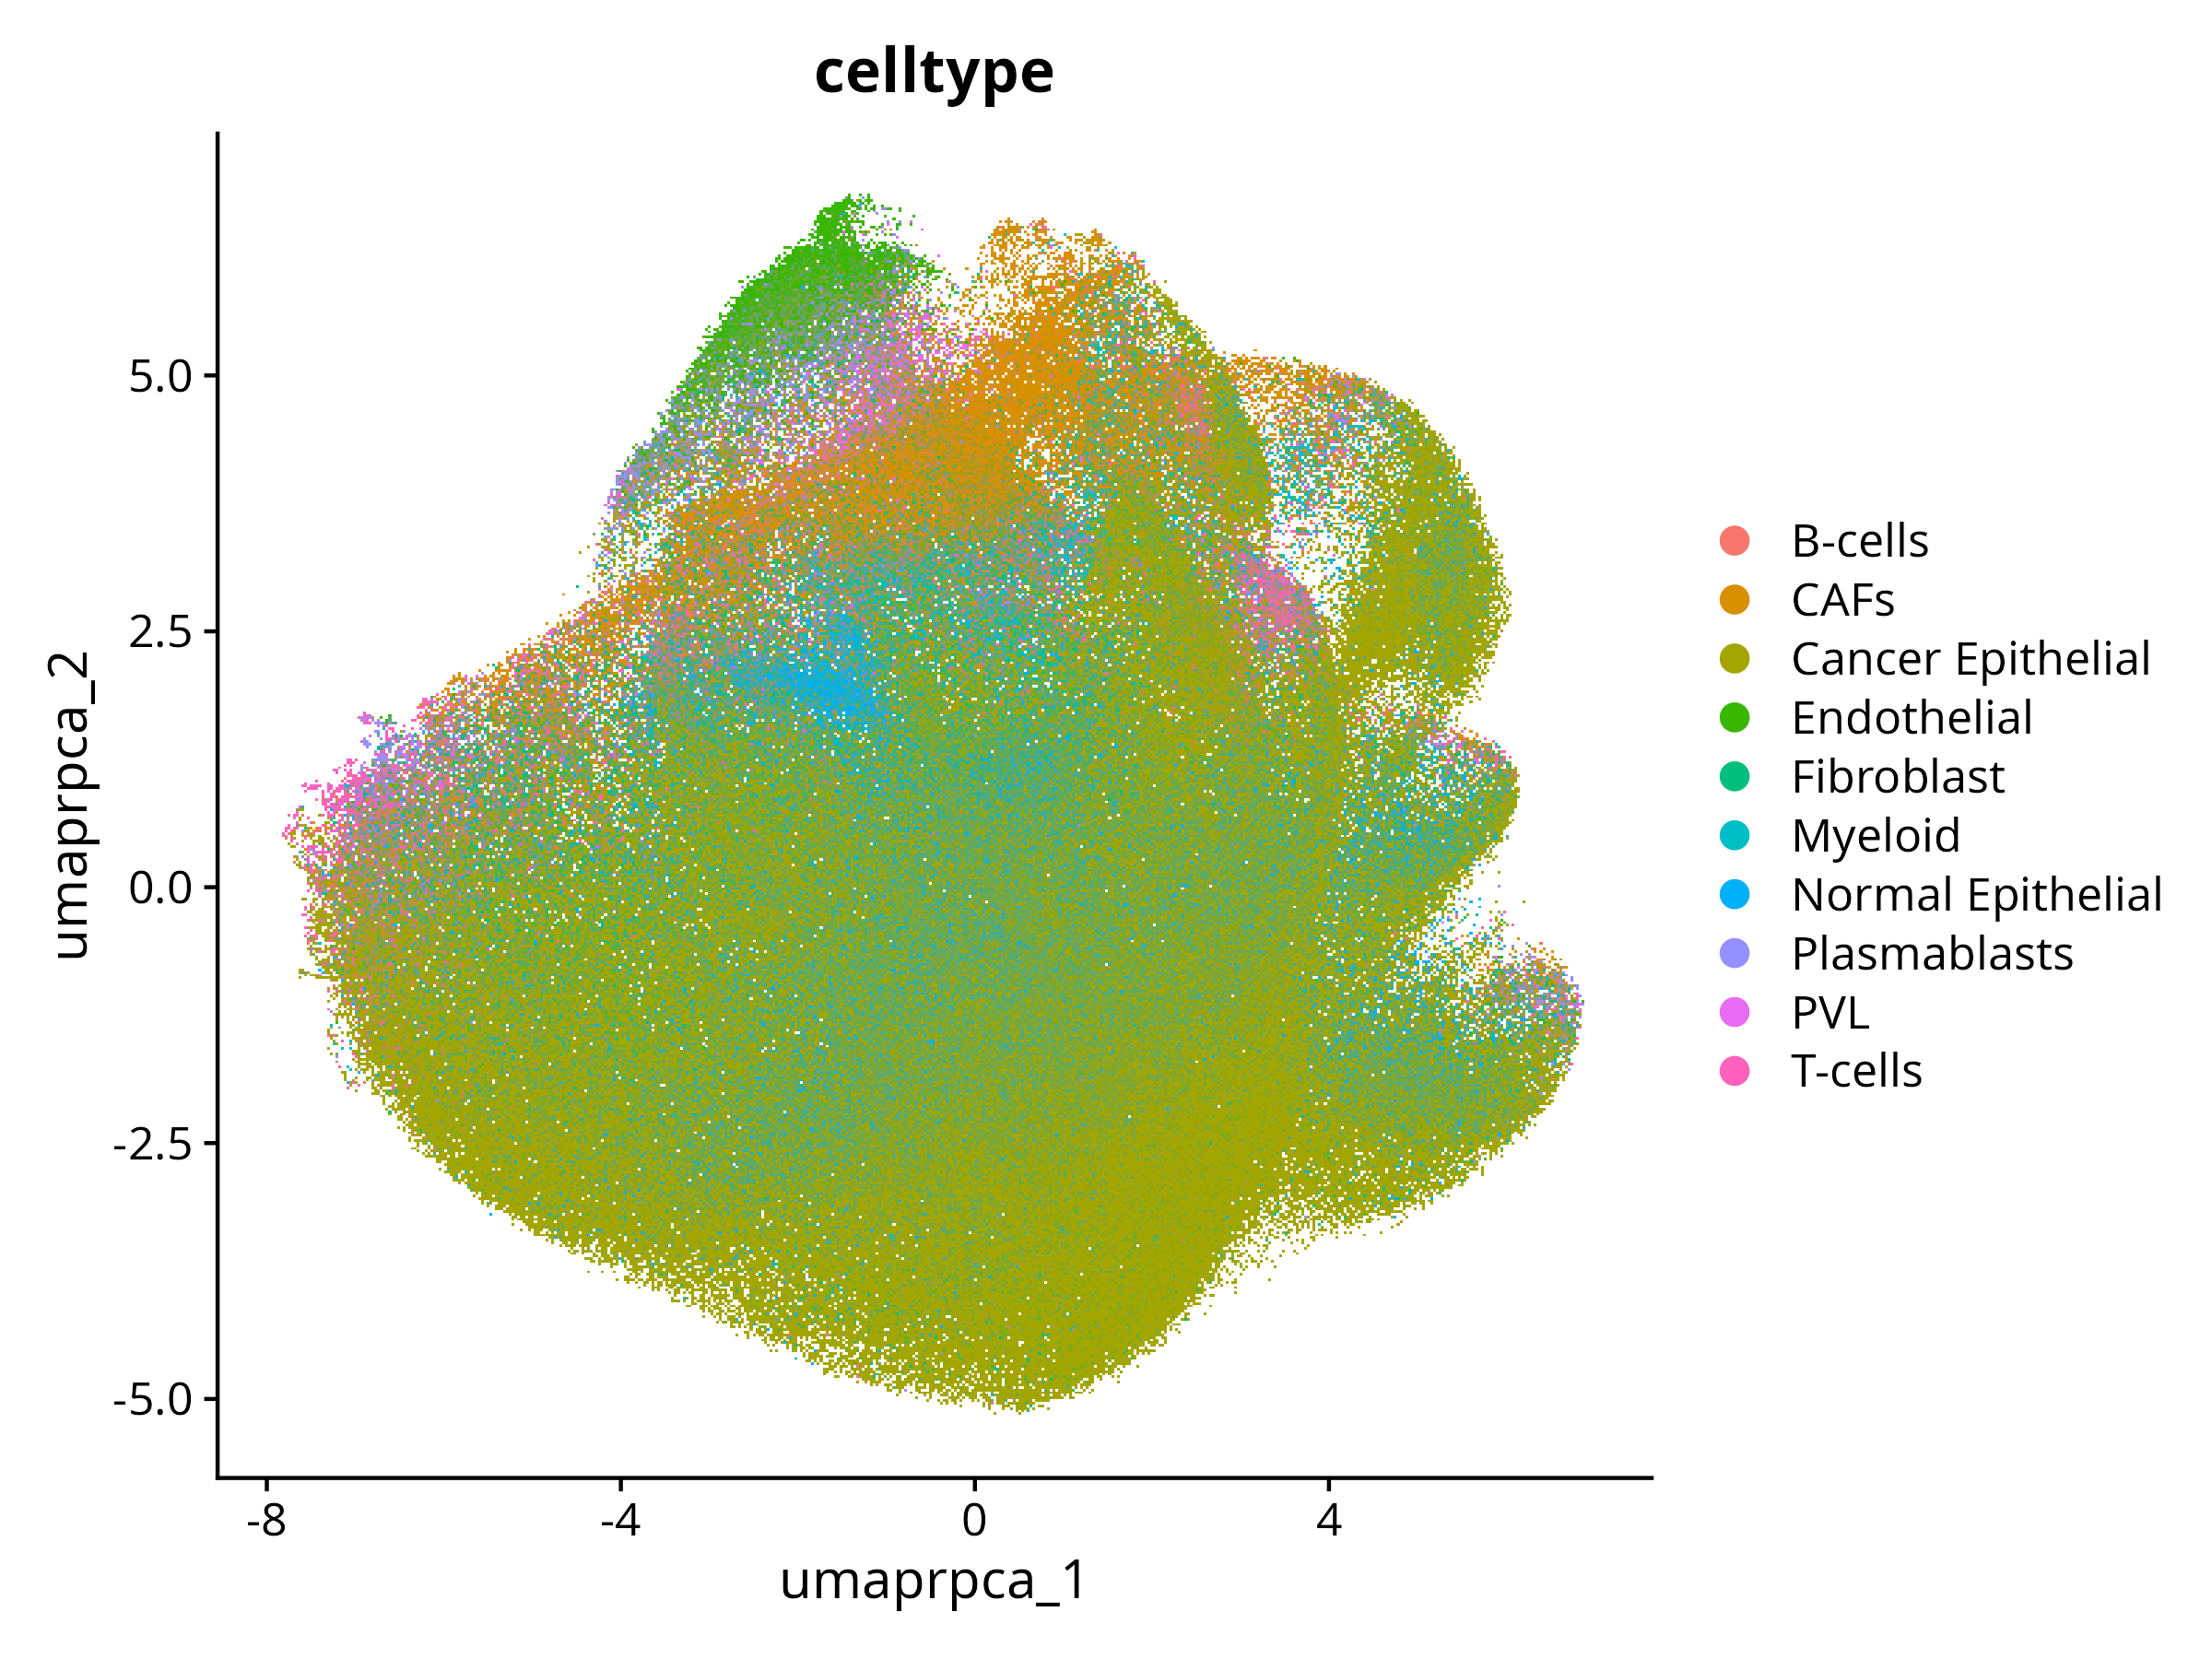 celltype
umaprpca_2
5.0
2.5
0.0
-2.5
-5.0
-8
-4
0
4
umaprpca_1
B-cells
CAFs
Cancer Epithelial
Endothelial
Fibroblast
Myeloid
Normal Epithelial
Plasmablasts
PVL
T-cells